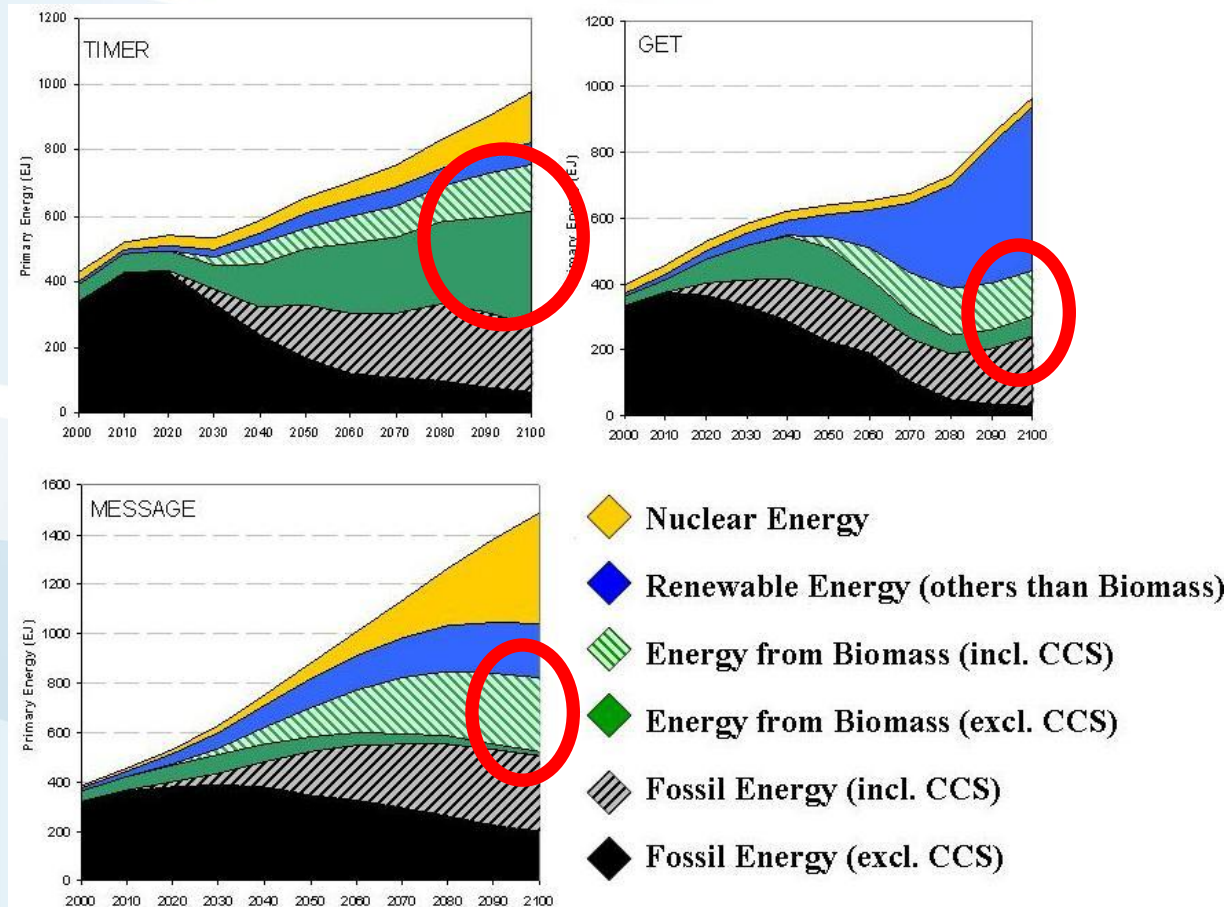 TIMER
Primary Energy (EJ)
1200
1000
800
600
400
200
0
2000 2010 2020 2030 2040 2050 2060 2070 2080 2090 2100
GET
Energy (EJ)
1200
1000
800
600
400
200
0
2000 2010 2020 2030 2040 2050 2060 2070 2080 2090 2100
MESSAGE
Primary Energy (EJ)
1600
1400
1200
1000
800
600
400
200
0
2000 2010 2020 2030 2040 2050 2060 2070 2080 2090 2100
Nuclear Energy
Renewable Energy (others than Biomass)
Energy from Biomass (incl. CCS)
Energy from Biomass (excl. CCS)
Fossil Energy (incl. CCS)
Fossil Energy (excl. CCS)